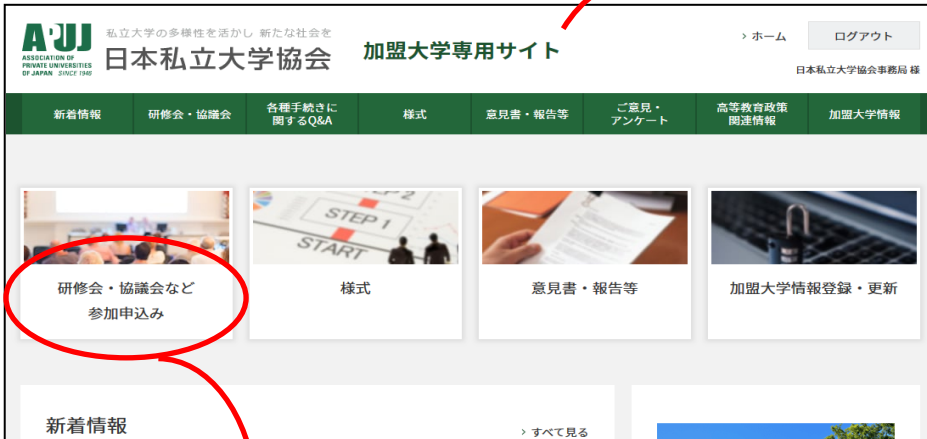 APUJ
ASSOCIATION OF
PRIVATE UNIVERSITIES
OF JAPAN SINCE 1946
私立大学の多様性を活かし 新たな社会を
日本私立大学協会
加盟大学専用サイト
> ホーム
ログアウト
日本私立大学協会事務局 様
新着情報
研修会・協議会
各種手続きに
関するQ&A
様式
意見書・報告等
ご意見・
アンケート
高等教育政策
関連情報
加盟大学情報
STEP 2
STEP 1
START
研修会・協議会など
参加申込み
様式
意見書・報告等
加盟大学情報登録・更新
新着情報
> すべて見る